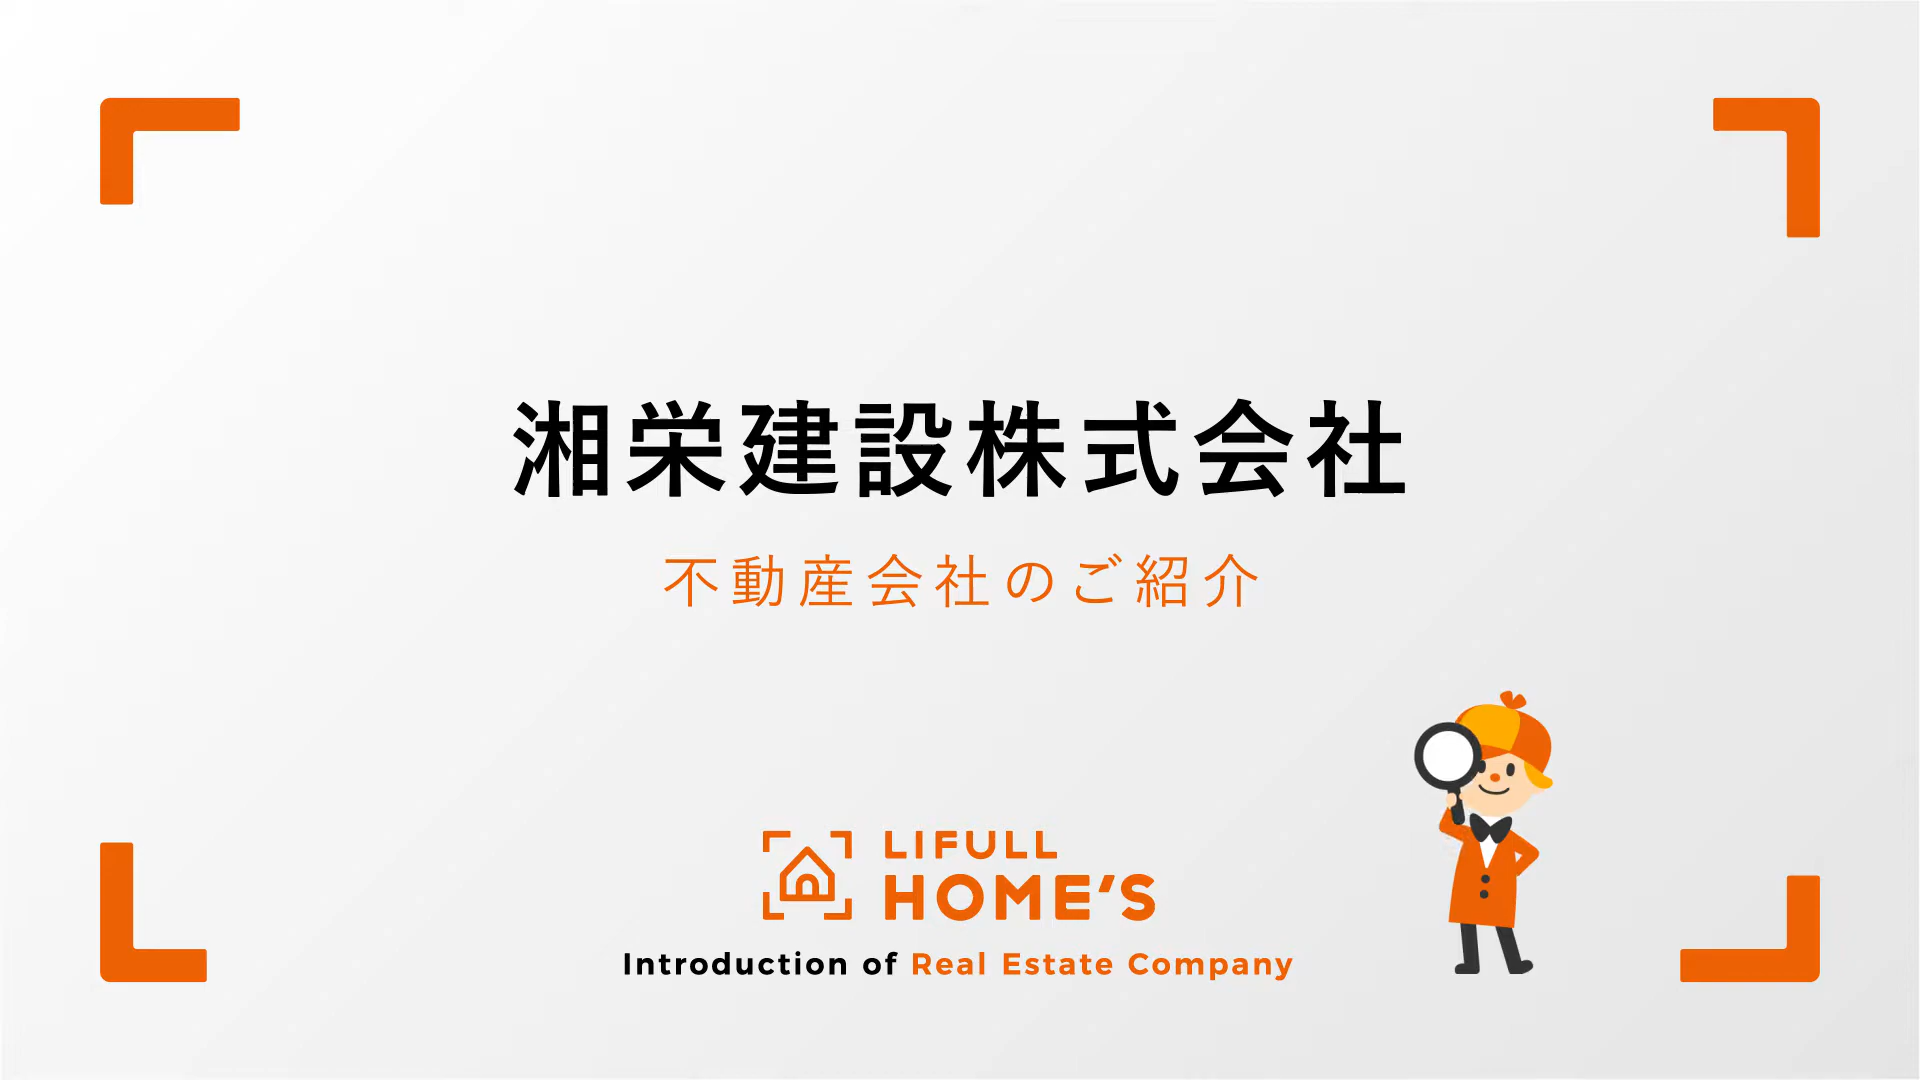 湘栄建設株式会社
不動産会社のご紹介
LIFULL
HOME'S
Introduction of Real Estate Company